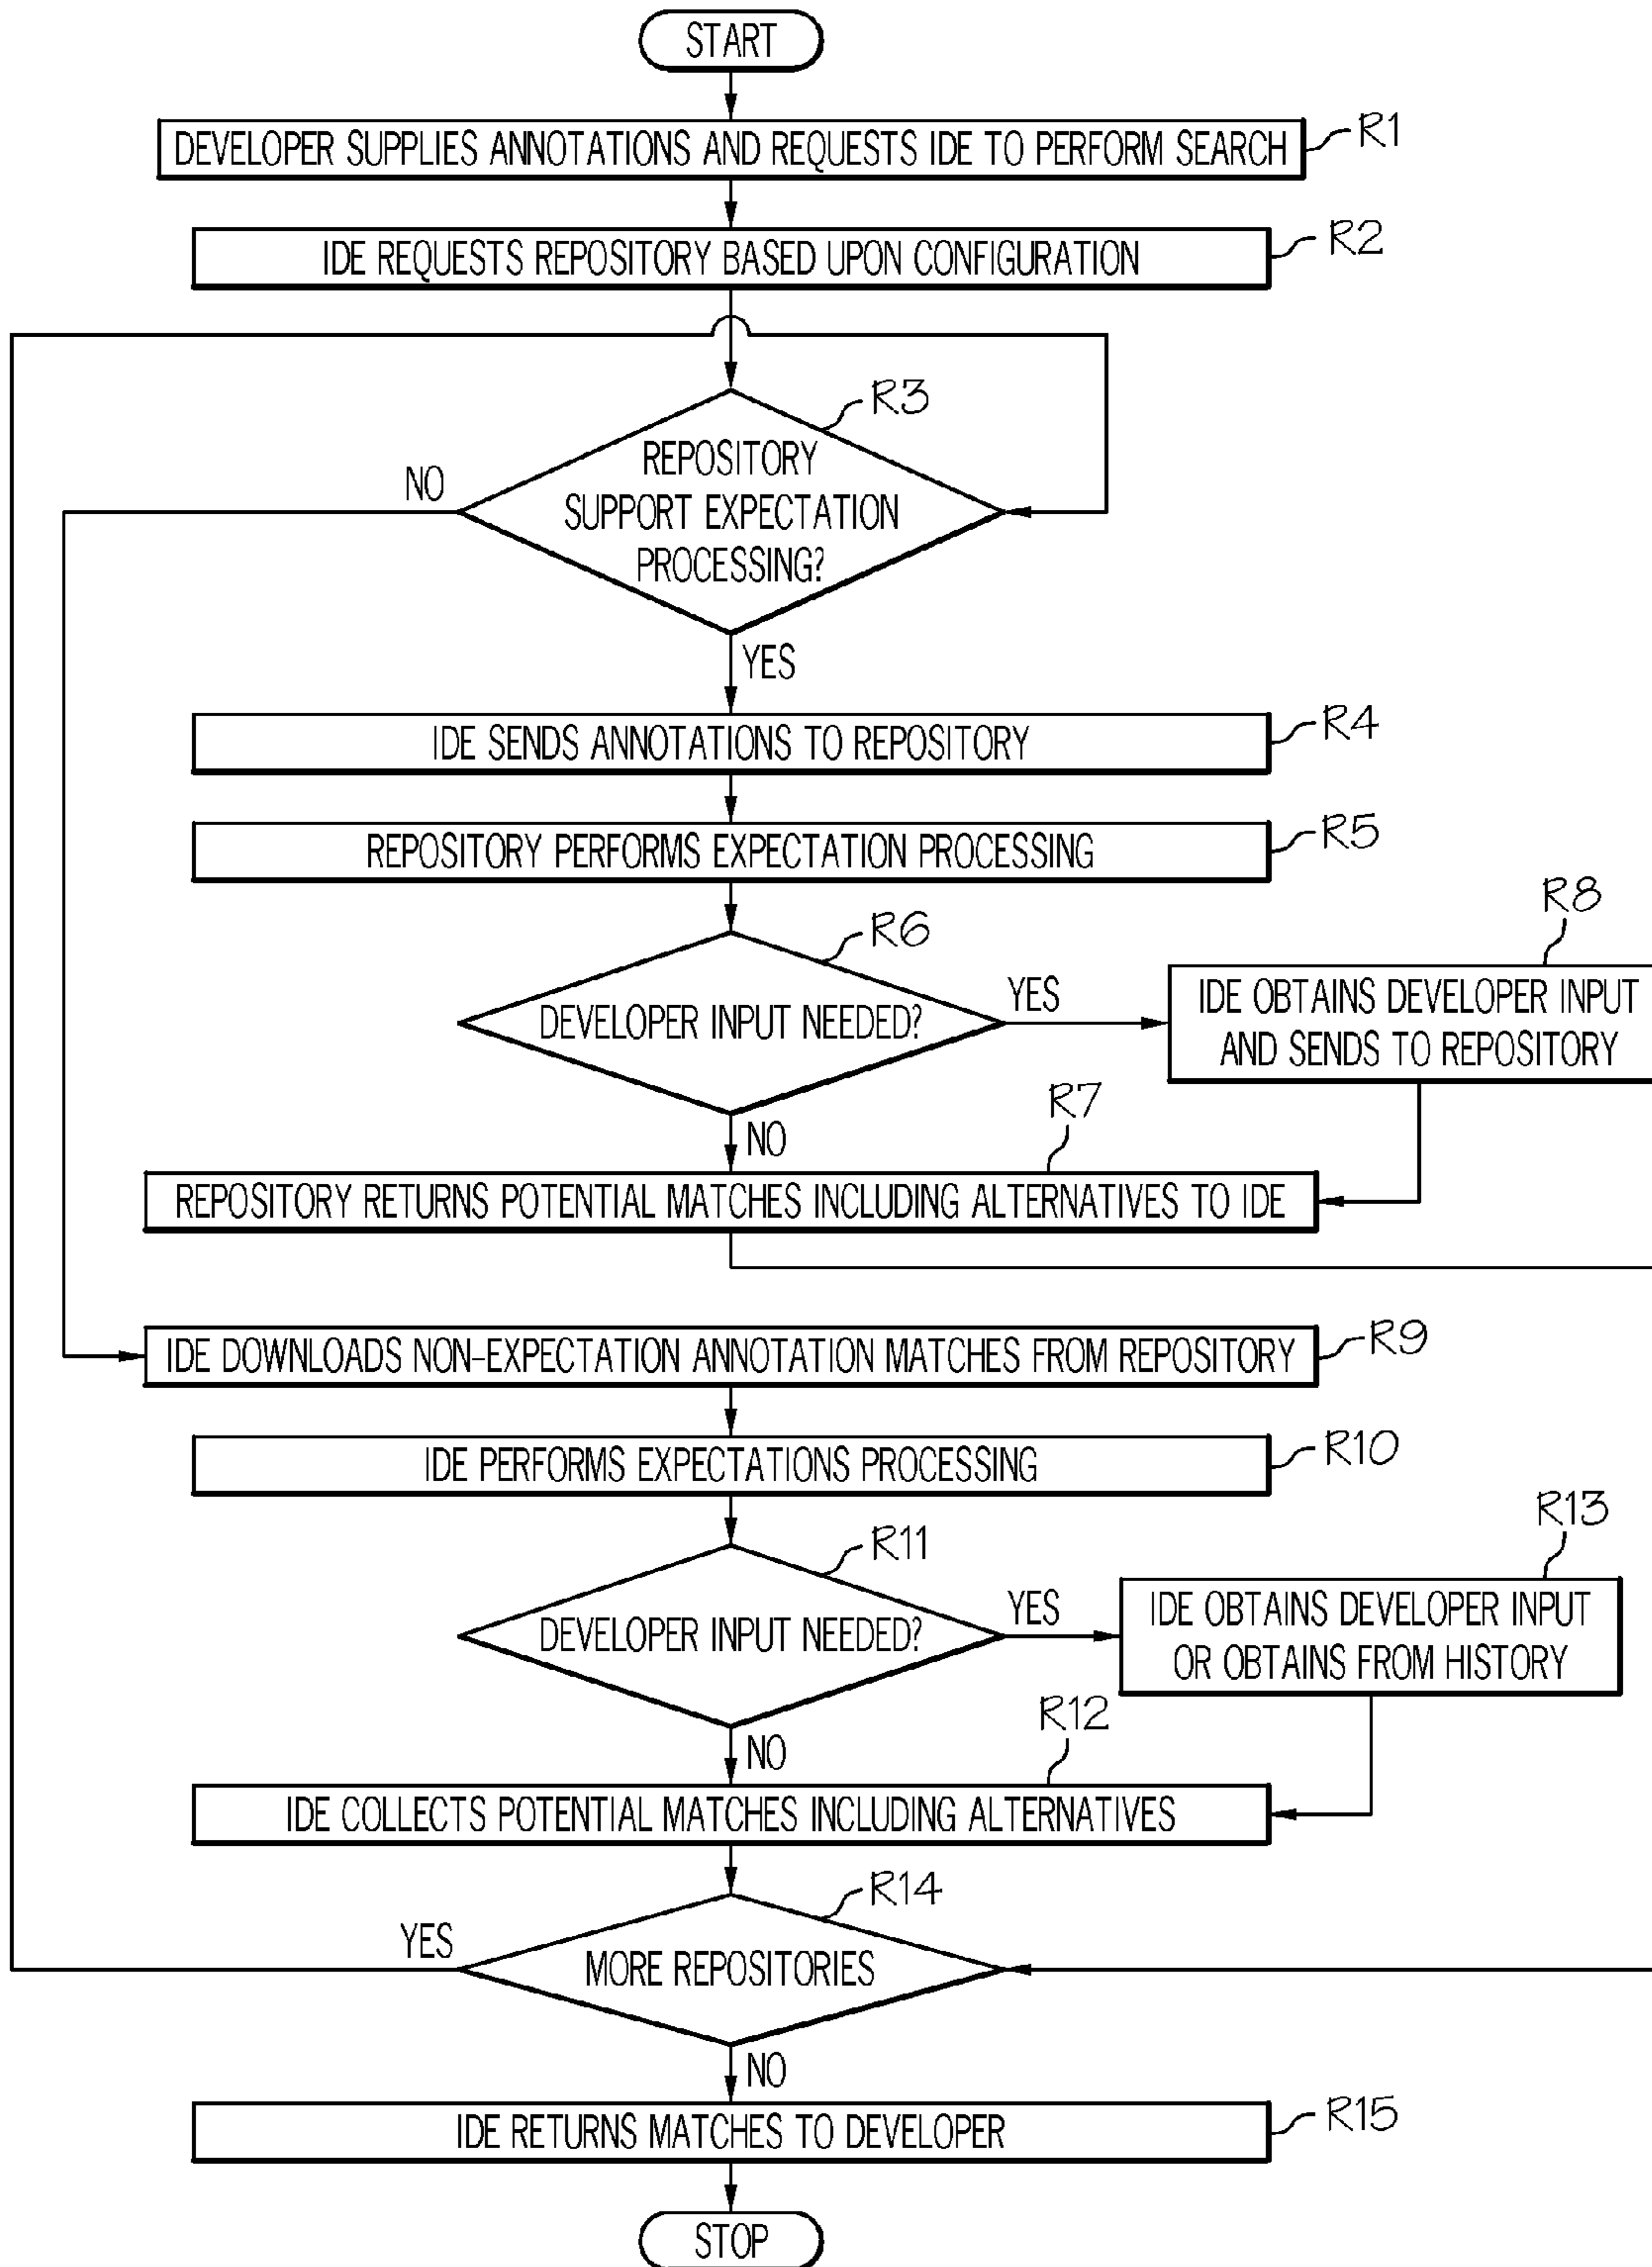 START
DEVELOPER SUPPLIES ANNOTATIONS AND REQUESTS IDE TO PERFORM SEARCH
R1
IDE REQUESTS REPOSITORY BASED UPON CONFIGURATION
R2
R3
REPOSITORY
SUPPORT EXPECTATION
PROCESSING?
NO
YES
IDE SENDS ANNOTATIONS TO REPOSITORY
R4
REPOSITORY PERFORMS EXPECTATION PROCESSING
R5
R6
DEVELOPER INPUT NEEDED?
YES
R8
IDE OBTAINS DEVELOPER INPUT
AND SENDS TO REPOSITORY
NO
R7
REPOSITORY RETURNS POTENTIAL MATCHES INCLUDING ALTERNATIVES TO IDE
IDE DOWNLOADS NON-EXPECTATION ANNOTATION MATCHES FROM REPOSITORY
R9
IDE PERFORMS EXPECTATIONS PROCESSING
R10
R11
DEVELOPER INPUT NEEDED?
YES
R13
IDE OBTAINS DEVELOPER INPUT
OR OBTAINS FROM HISTORY
NO
R12
IDE COLLECTS POTENTIAL MATCHES INCLUDING ALTERNATIVES
R14
YES
MORE REPOSITORIES
NO
IDE RETURNS MATCHES TO DEVELOPER
R15
STOP